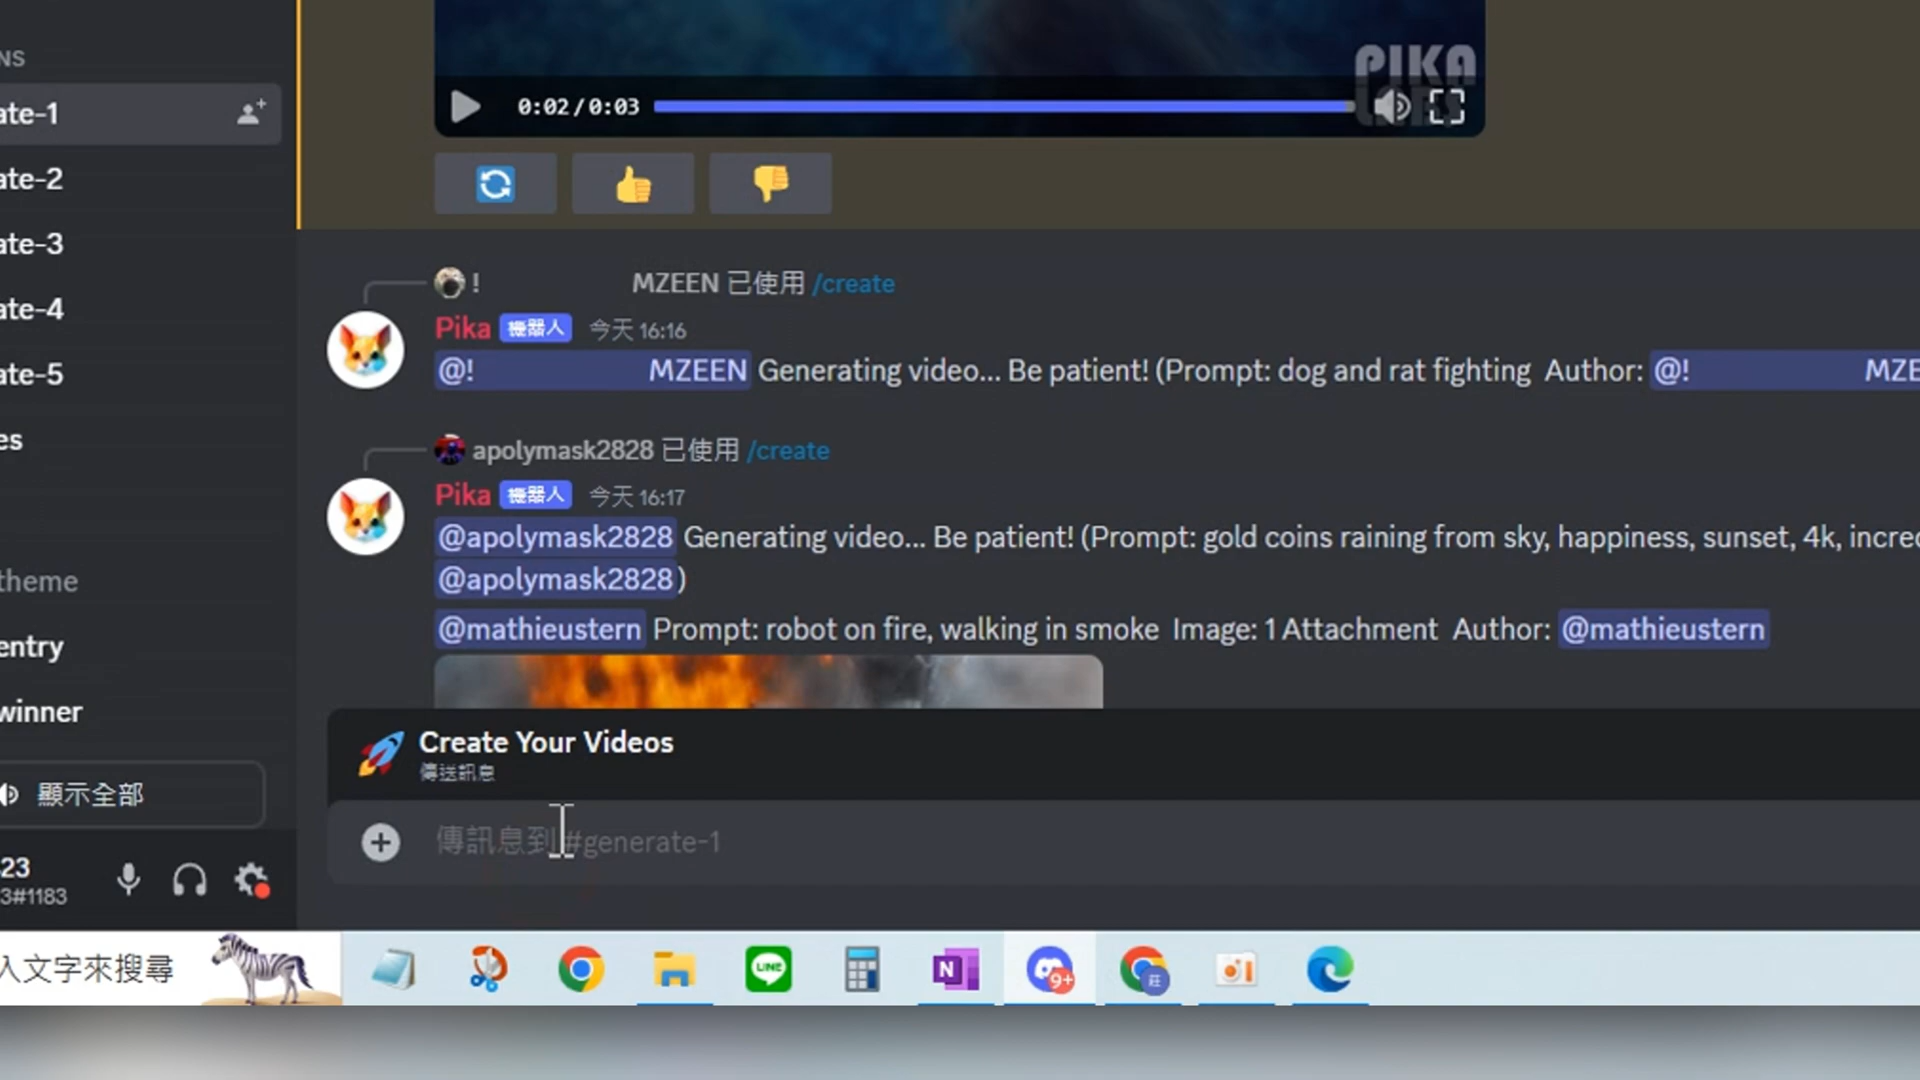 NS
ate-1
ate-2
ate-3
ate-4
ate-5
es
theme
entry
winner
顯示全部
23
3#1183
PIKA
LABS
0:02/0:03
! MZEEN 已使用 /create
Pika 機器人 今天 16:16
@! MZEEN Generating video... Be patient! (Prompt: dog and rat fighting Author: @! MZE
apolymask2828 已使用 /create
Pika 機器人 今天 16:17
@apolymask2828 Generating video... Be patient! (Prompt: gold coins raining from sky, happiness, sunset, 4k, incre
@apolymask2828)
@mathieustern Prompt: robot on fire, walking in smoke Image: 1 Attachment Author: @mathieustern
Create Your Videos
傳送訊息
傳訊息到 #generate-1
入文字來搜尋
LINE
N
9+
莊